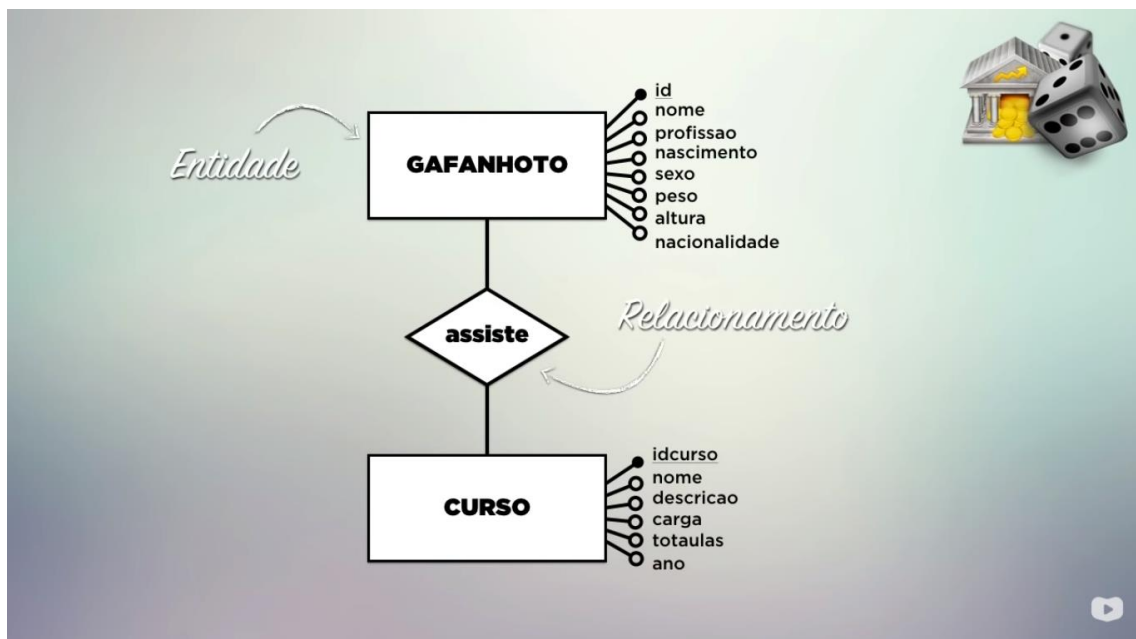 id
nome
profissao
nascimento
sexo
peso
altura
nacionalidade
GAFANHOTO
Entidade
assiste
Relacionamento
idcurso
nome
descricao
carga
totaulas
ano
CURSO